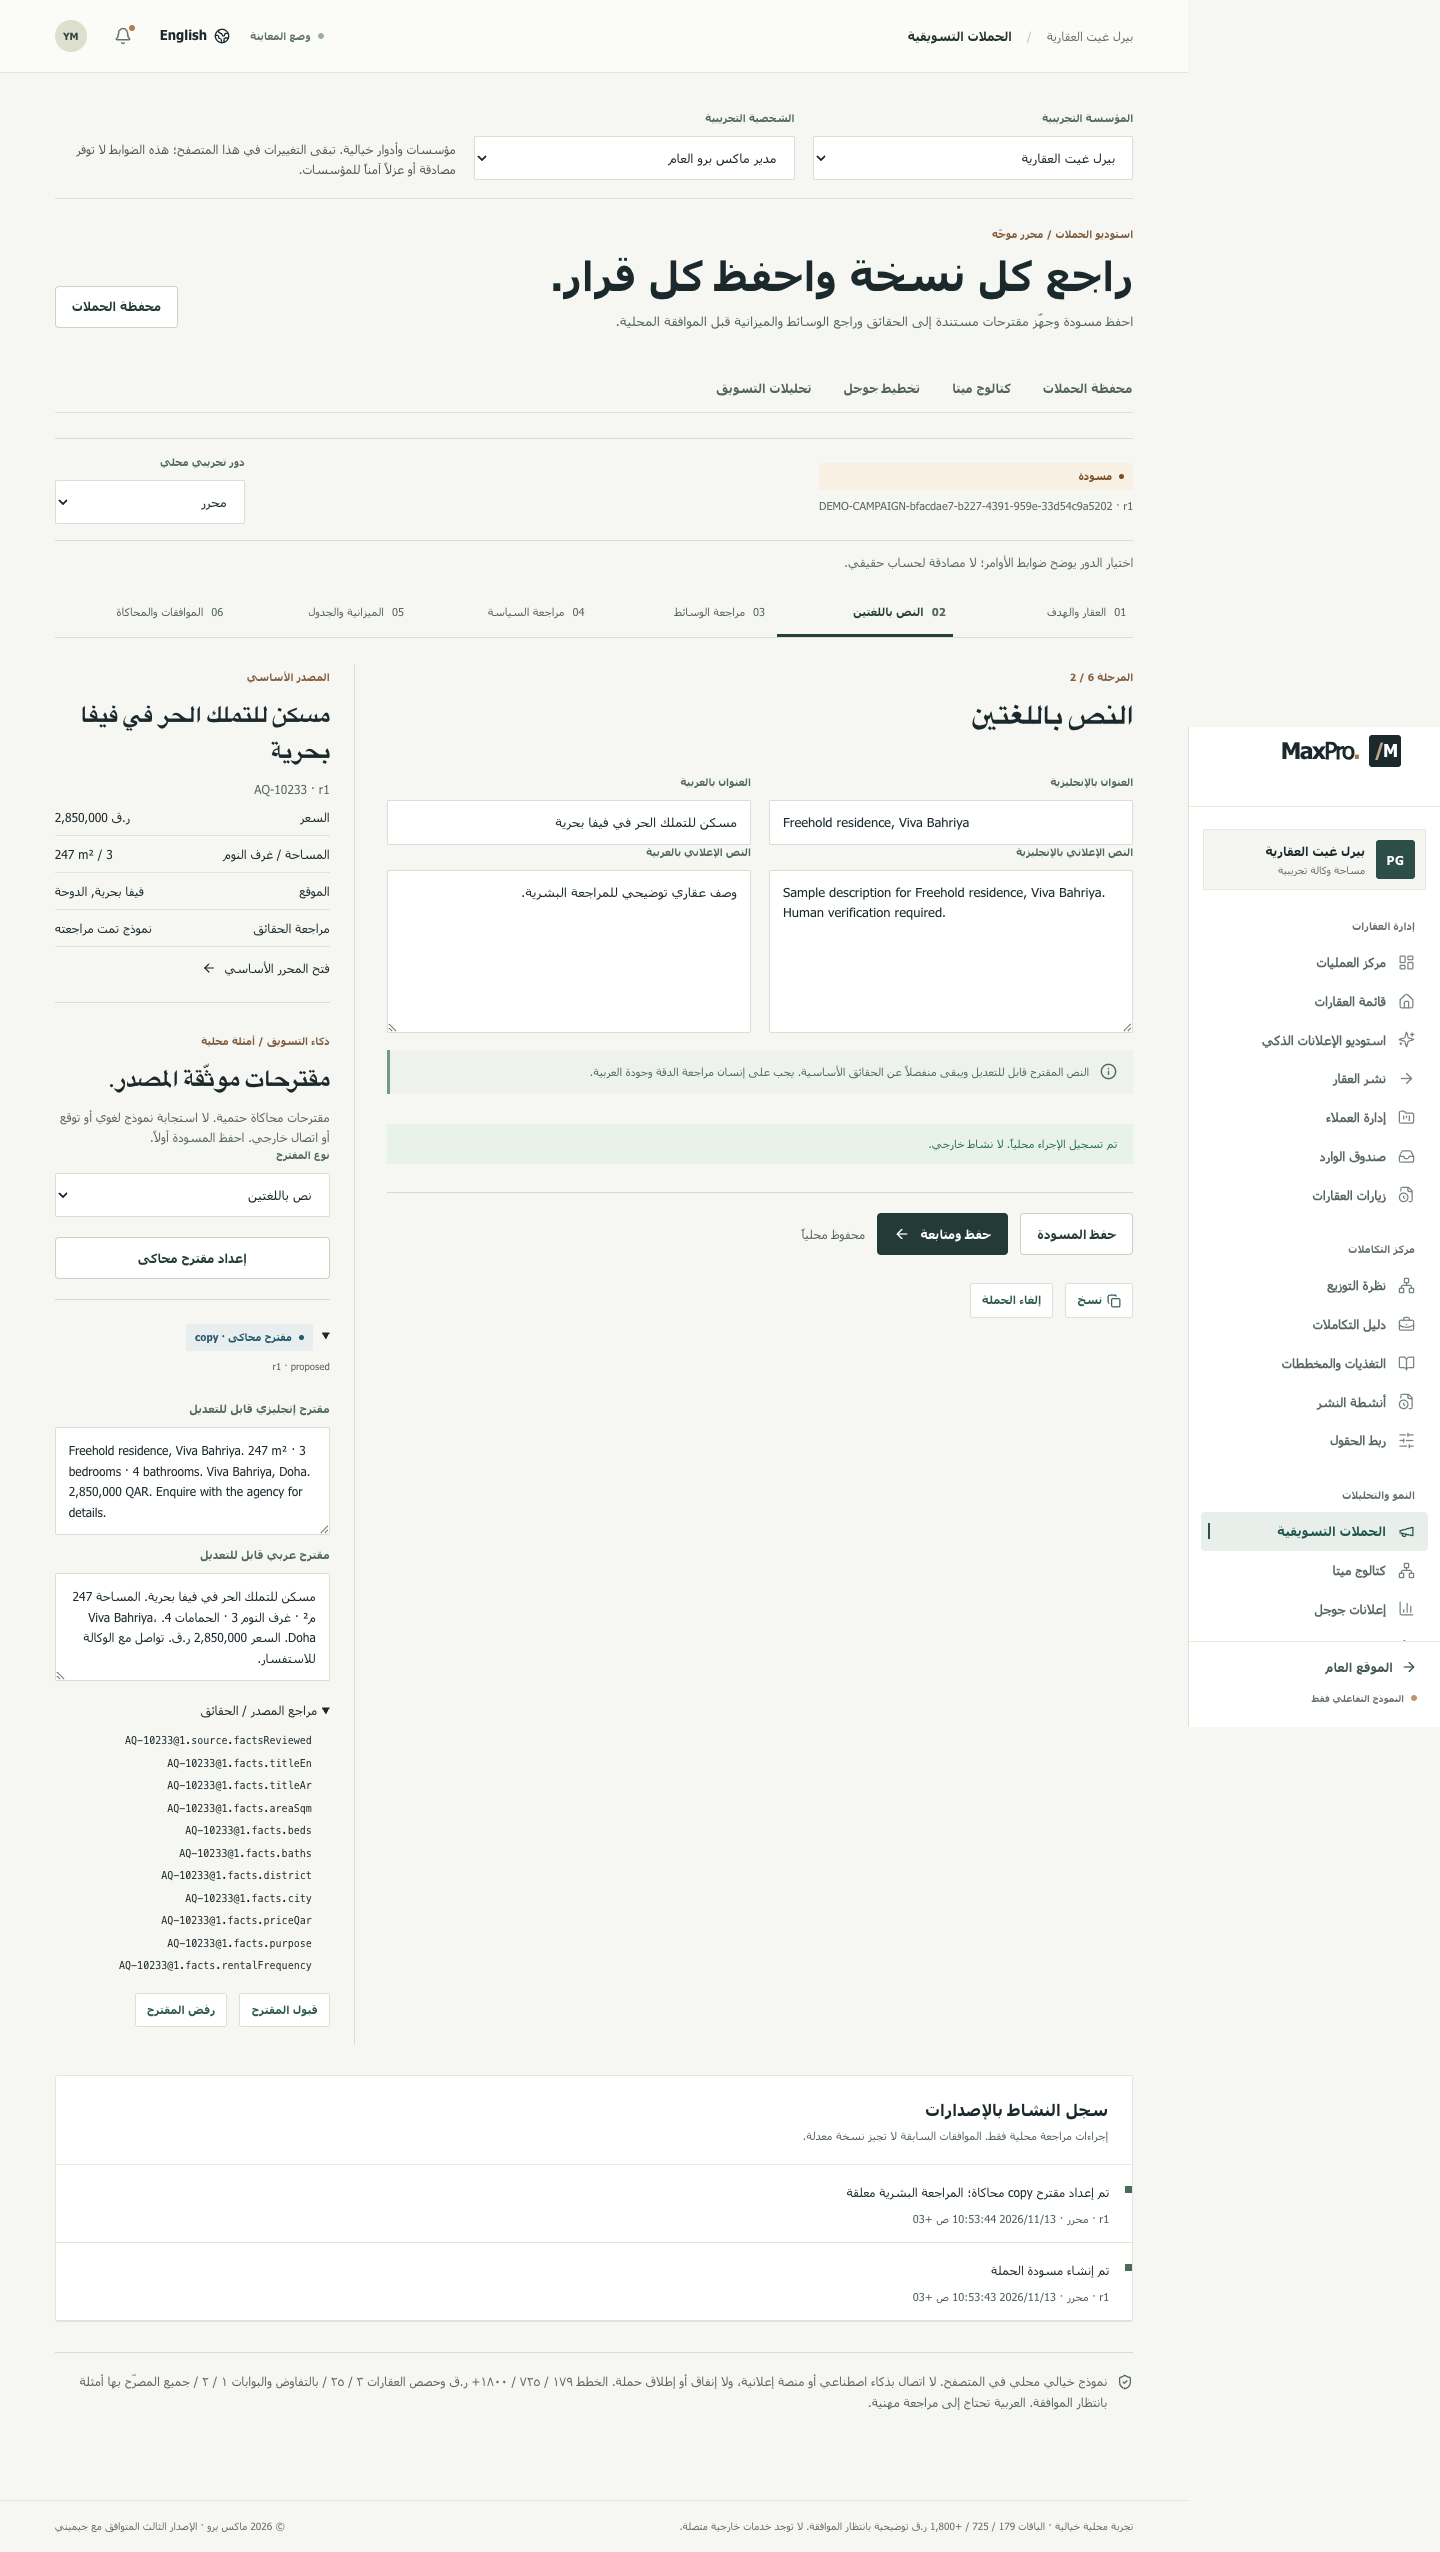 بيرل غيت العقارية / الحملات التسويقية
وضع المعاينة
English
YM
المؤسسة التجريبية
بيرل غيت العقارية
الشخصية التجريبية
مدير ماكس برو العام
مؤسسات وأدوار خيالية. تبقى التغييرات في هذا المتصفح؛ هذه الضوابط لا توفر
مصادقة أو عزلاً آمناً للمؤسسات.
استوديو الحملات / محرر موجّه
راجع كل نسخة واحفظ كل قرار.
احفظ مسودة وجهّز مقترحات مستندة إلى الحقائق وراجع الوسائط والميزانية قبل الموافقة المحلية.
محفظة الحملات
محفظة الحملات
كتالوج ميتا
تخطيط جوجل
تحليلات التسويق
مسودة
DEMO-CAMPAIGN-bfacdae7-b227-4391-959e-33d54c9a5202 · r1
دور تجريبي محلي
محرر
اختيار الدور يوضح ضوابط الأوامر؛ لا مصادقة لحساب حقيقي.
01 العقار والهدف
02 النص باللغتين
03 مراجعة الوسائط
04 مراجعة السياسة
05 الميزانية والجدول
06 الموافقات والمحاكاة
المرحلة 6 / 2
النص باللغتين
العنوان بالإنجليزية
Freehold residence, Viva Bahriya
العنوان بالعربية
مسكن للتملك الحر في فيفا بحرية
النص الإعلاني بالإنجليزية
Sample description for Freehold residence, Viva Bahriya.
Human verification required.
النص الإعلاني بالعربية
وصف عقاري توضيحي للمراجعة البشرية.
النص المقترح قابل للتعديل ويبقى منفصلاً عن الحقائق الأساسية. يجب على إنسان مراجعة الدقة وجودة العربية.
تم تسجيل الإجراء محلياً. لا نشاط خارجي.
حفظ المسودة
حفظ ومتابعة
محفوظ محلياً
نسخ
إلغاء الحملة
المصدر الأساسي
مسكن للتملك الحر في فيفا
بحرية
AQ-10233 · r1
السعر
2,850,000 ر.ق
المساحة / غرف النوم
247 m² / 3
الموقع
فيفا بحرية, الدوحة
مراجعة الحقائق
نموذج تمت مراجعته
فتح المحرر الأساسي
ذكاء التسويق / أمثلة محلية
مقترحات موثّقة المصدر.
مقترحات محاكاة حتمية. لا استجابة نموذج لغوي أو توقع
أو اتصال خارجي. احفظ المسودة أولاً.
نوع المقترح
نص باللغتين
إعداد مقترح محاكى
مقترح محاكى · copy
r1 · proposed
مقترح إنجليزي قابل للتعديل
Freehold residence, Viva Bahriya. 247 m² · 3
bedrooms · 4 bathrooms. Viva Bahriya, Doha.
2,850,000 QAR. Enquire with the agency for
details.
مقترح عربي قابل للتعديل
مسكن للتملك الحر في فيفا بحرية. المساحة 247
م² · غرف النوم 3 · الحمامات 4. Viva Bahriya،
Doha. السعر 2,850,000 ر.ق. تواصل مع الوكالة
للاستفسار.
مراجع المصدر / الحقائق
AQ-10233@1.source.factsReviewed
AQ-10233@1.facts.titleEn
AQ-10233@1.facts.titleAr
AQ-10233@1.facts.areaSqm
AQ-10233@1.facts.beds
AQ-10233@1.facts.baths
AQ-10233@1.facts.district
AQ-10233@1.facts.city
AQ-10233@1.facts.priceQar
AQ-10233@1.facts.purpose
AQ-10233@1.facts.rentalFrequency
قبول المقترح
رفض المقترح
سجل النشاط بالإصدارات
إجراءات مراجعة محلية فقط. الموافقات السابقة لا تجيز نسخة معدلة.
تم إعداد مقترح copy محاكاة؛ المراجعة البشرية معلقة
r1 · محرر · 2026/11/13 10:53:44 ص +03
تم إنشاء مسودة الحملة
r1 · محرر · 2026/11/13 10:53:43 ص +03
نموذج خيالي محلي في المتصفح. لا اتصال بذكاء اصطناعي أو منصة إعلانية، ولا إنفاق أو إطلاق حملة. الخطط ١٧٩ / ٧٢٥ / ١٨٠٠+ ر.ق وحصص العقارات ٣ / ٢٥ / بالتفاوض والبوابات ١ / ٢ / جميع المصرّح بها أمثلة
بانتظار الموافقة. العربية تحتاج إلى مراجعة مهنية.
تجربة محلية خيالية · الباقات 179 / 725 / 1,800+ ر.ق توضيحية بانتظار الموافقة. لا توجد خدمات خارجية متصلة.
© 2026 ماكس برو · الإصدار الثالث المتوافق مع جيميني
/M MaxPro.
PG
بيرل غيت العقارية
مساحة وكالة تجريبية
إدارة العقارات
مركز العمليات
قائمة العقارات
استوديو الإعلانات الذكي
نشر العقار
إدارة العملاء
صندوق الوارد
زيارات العقارات
مركز التكاملات
نظرة التوزيع
دليل التكاملات
التغذيات والمخططات
أنشطة النشر
ربط الحقول
النمو والتحليلات
الحملات التسويقية
كتالوج ميتا
إعلانات جوجل
الموقع العام
النموذج التفاعلي فقط